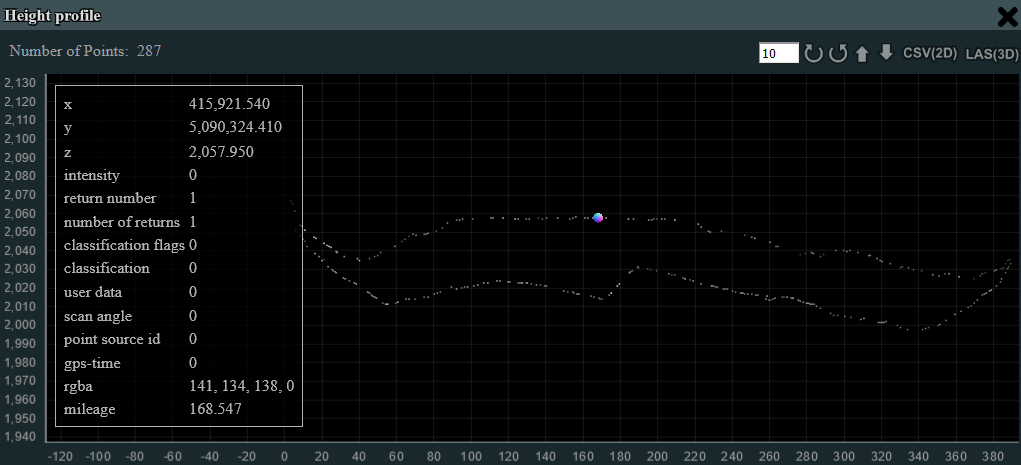 Height profile
Number of Points: 287
10
CSV(2D) LAS(3D)
2,130
2,120
2,110
2,100
2,090
2,080
2,070
2,060
2,050
2,040
2,030
2,020
2,010
2,000
1,990
1,980
1,970
1,960
1,950
1,940
x 415,921.540
y 5,090,324.410
z 2,057.950
intensity 0
return number 1
number of returns 1
classification flags 0
classification 0
user data 0
scan angle 0
point source id 0
gps-time 0
rgba 141, 134, 138, 0
mileage 168.547
-120 -100 -80 -60 -40 -20 0 20 40 60 80 100 120 140 160 180 200 220 240 260 280 300 320 340 360 380